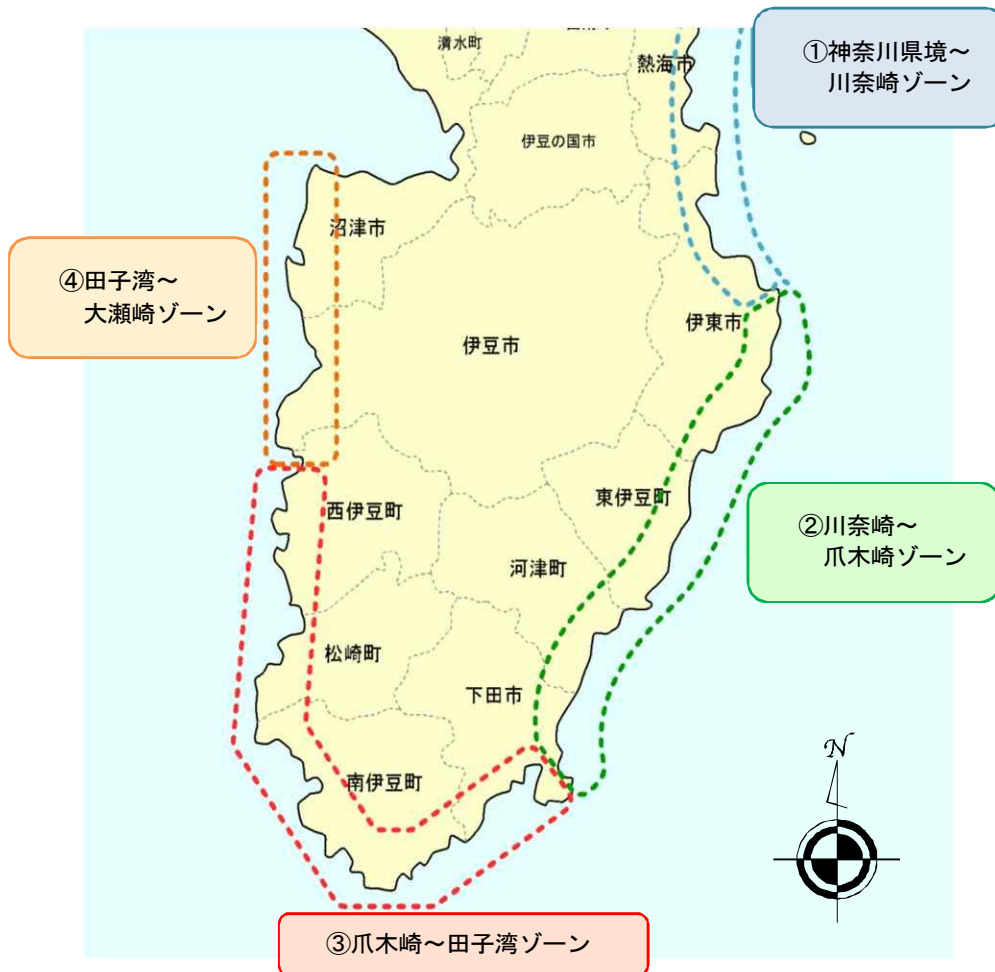 ①神奈川県境～
川奈崎ゾーン
清水町
熱海市
伊豆の国市
沼津市
④田子湾～
大瀬崎ゾーン
伊東市
伊豆市
東伊豆町
西伊豆町
②川奈崎～
爪木崎ゾーン
河津町
松崎町
下田市
南伊豆町
N
③爪木崎～田子湾ゾーン